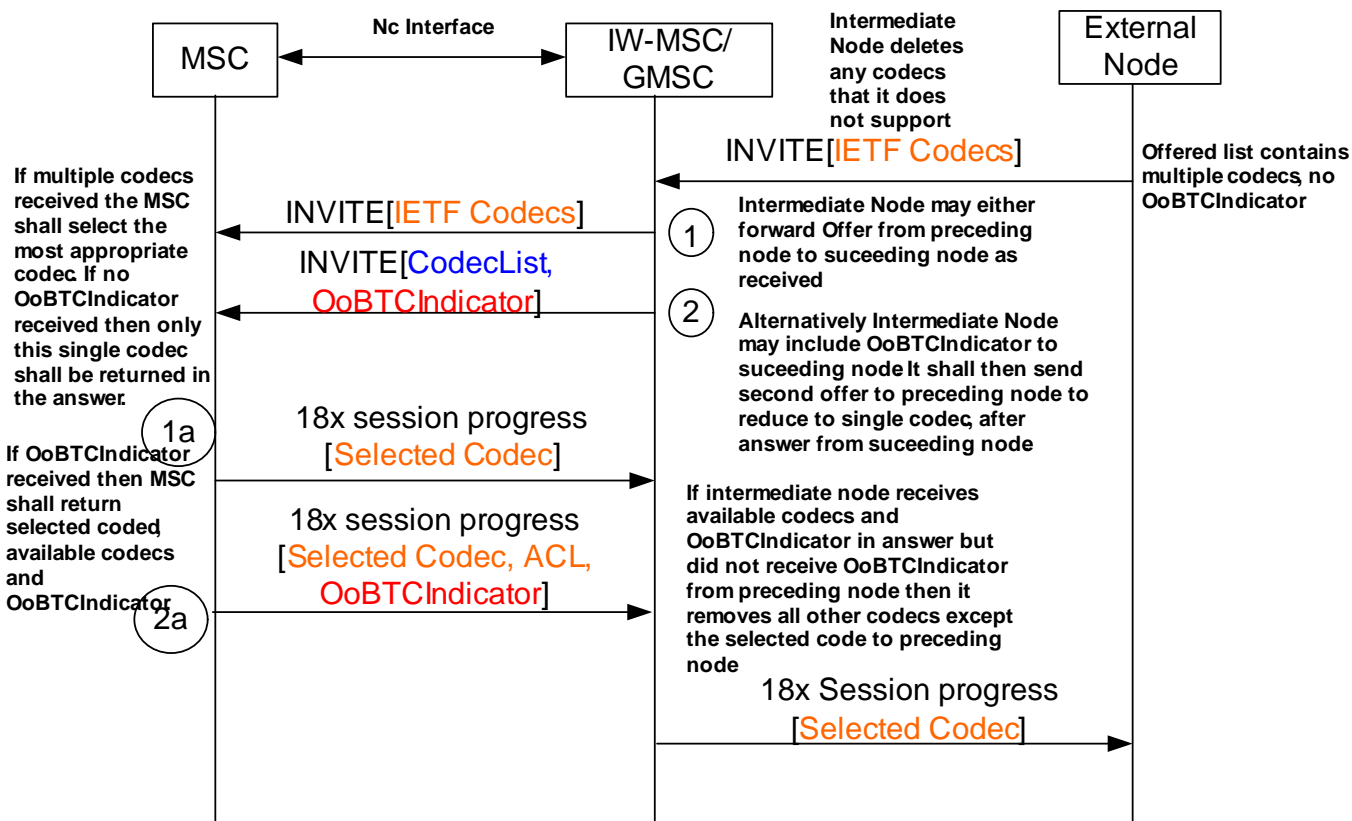 MSC
Nc Interface
IW-MSC/
GMSC
Intermediate
Node deletes
any codecs
that it does
not support
External
Node
INVITE[IETF Codecs]
Offered list contains
multiple codecs, no
OoBTCIndicator
If multiple codecs
received the MSC
shall select the
most appropriate
codec. If no
OoBTCIndicator
received then only
this single codec
shall be returned in
the answer.
INVITE[IETF Codecs]
1
Intermediate Node may either
forward Offer from preceding
node to suceeding node as
received
INVITE[CodecList,
OoBTCIndicator]
2
Alternatively Intermediate Node
may include OoBTCIndicator to
suceeding node It shall then send
second offer to preceding node to
reduce to single codec, after
answer from suceeding node
1a
18x session progress
[Selected Codec]
If OoBTCIndicator
received then MSC
shall return
selected coded,
available codecs
and
OoBTCIndicator
18x session progress
[Selected Codec, ACL,
OoBTCIndicator]
2a
If intermediate node receives
available codecs and
OoBTCIndicator in answer but
did not receive OoBTCIndicator
from preceding node then it
removes all other codecs except
the selected code to preceding
node
18x Session progress
[Selected Codec]